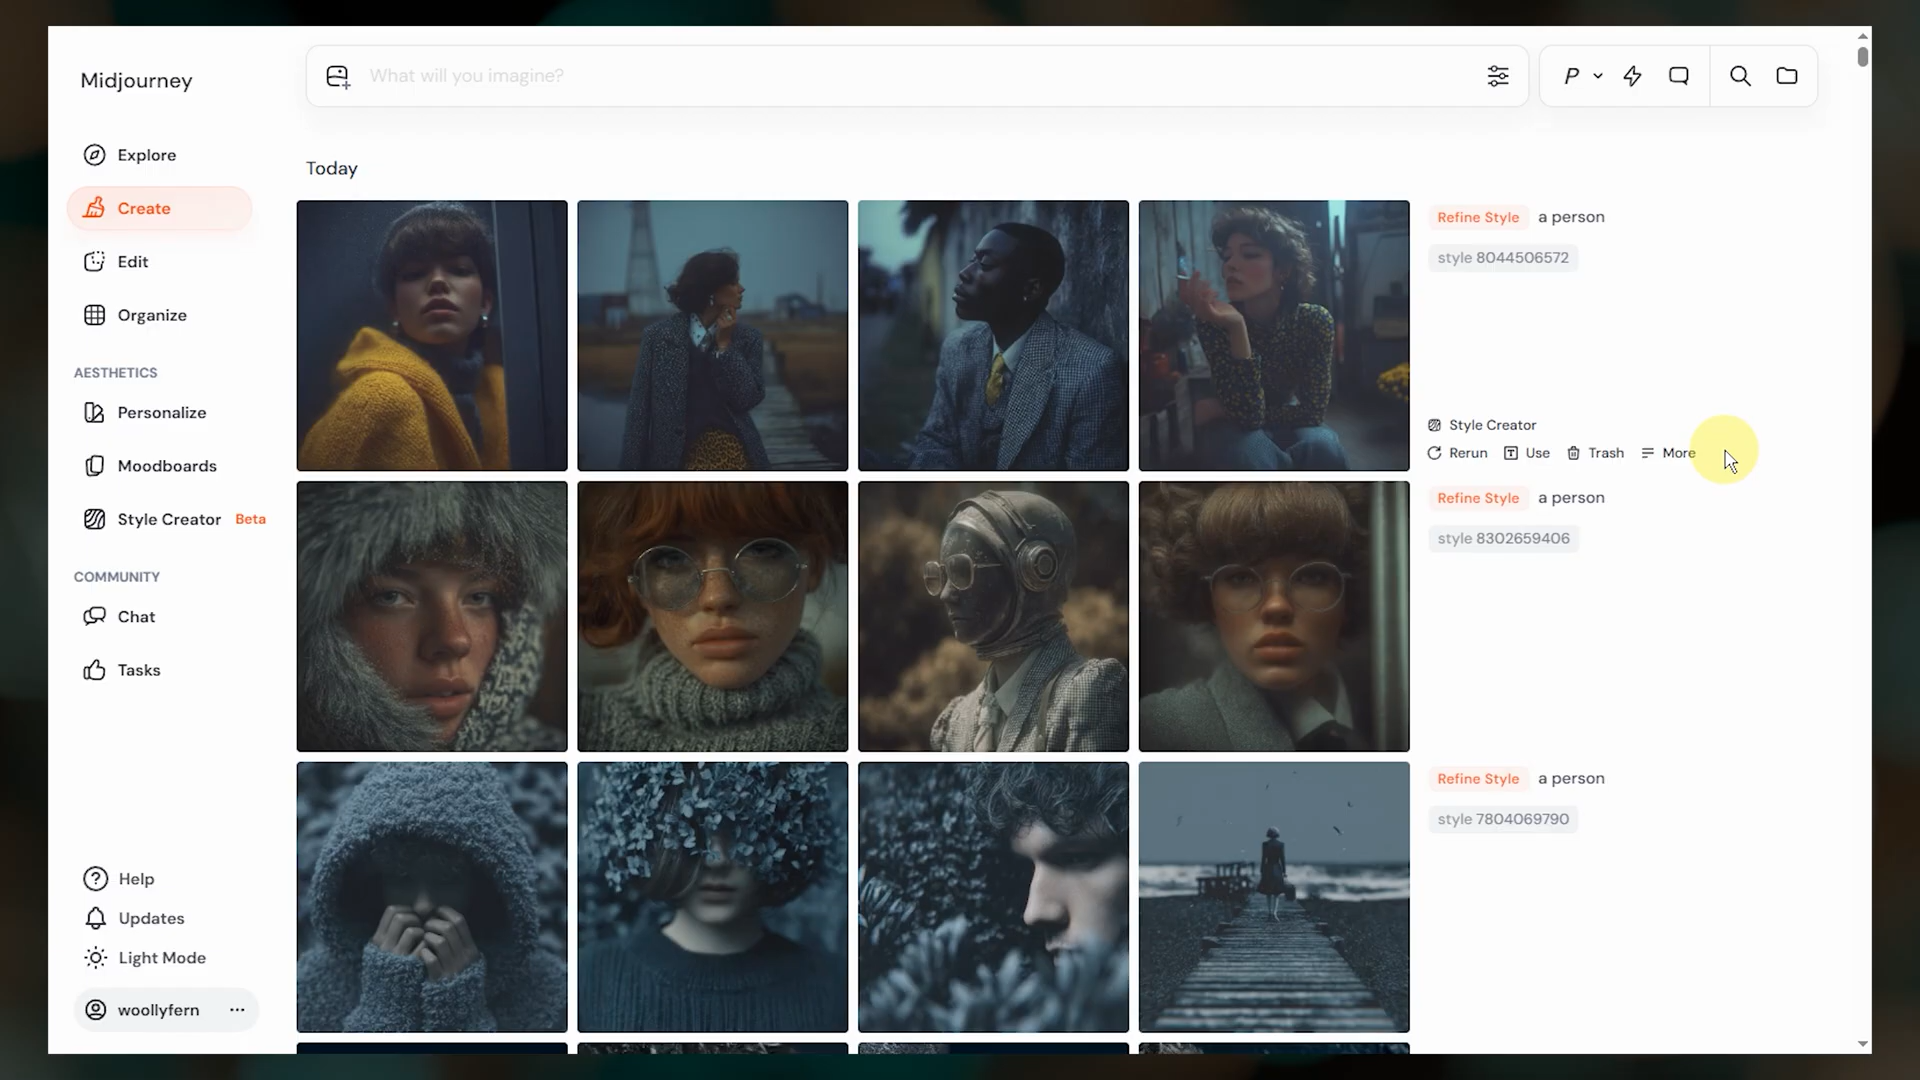 Midjourney
What will you imagine?
P
Explore
Create
Edit
Organize
AESTHETICS
Personalize
Moodboards
Style Creator Beta
COMMUNITY
Chat
Tasks
Help
Updates
Light Mode
woollyfern
Today
Refine Style a person
style 8044506572
Style Creator
Rerun Use Trash More
Refine Style a person
style 8302659406
Refine Style a person
style 7804069790